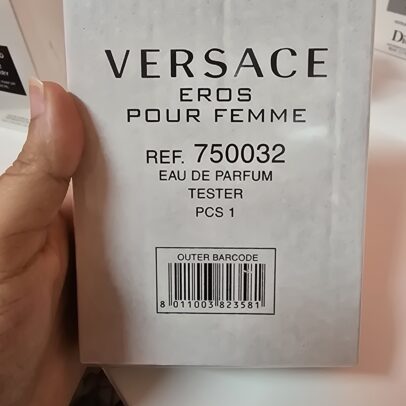 VERSACE
EROS
POUR FEMME
REF. 750032
EAU DE PARFUM
TESTER
PCS 1
OUTER BARCODE
8 011003 823581